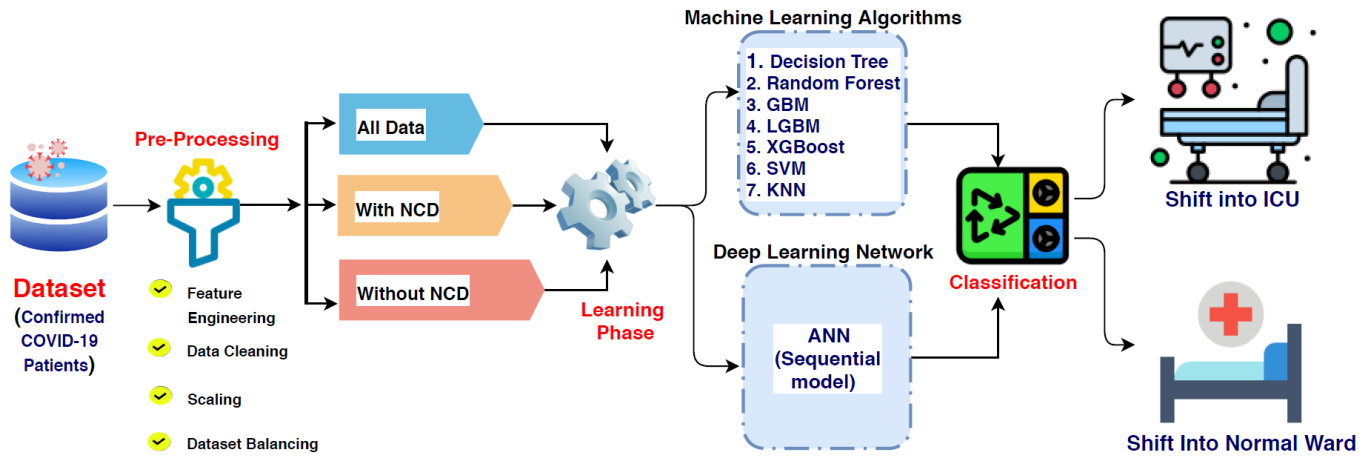 Dataset
(Confirmed
COVID-19
Patients)
Pre-Processing
Feature
Engineering
Data Cleaning
Scaling
Dataset Balancing
All Data
With NCD
Without NCD
Learning
Phase
Machine Learning Algorithms
1. Decision Tree
2. Random Forest
3. GBM
4. LGBM
5. XGBoost
6. SVM
7. KNN
Deep Learning Network
ANN
(Sequential
model)
Classification
Shift into ICU
Shift Into Normal Ward